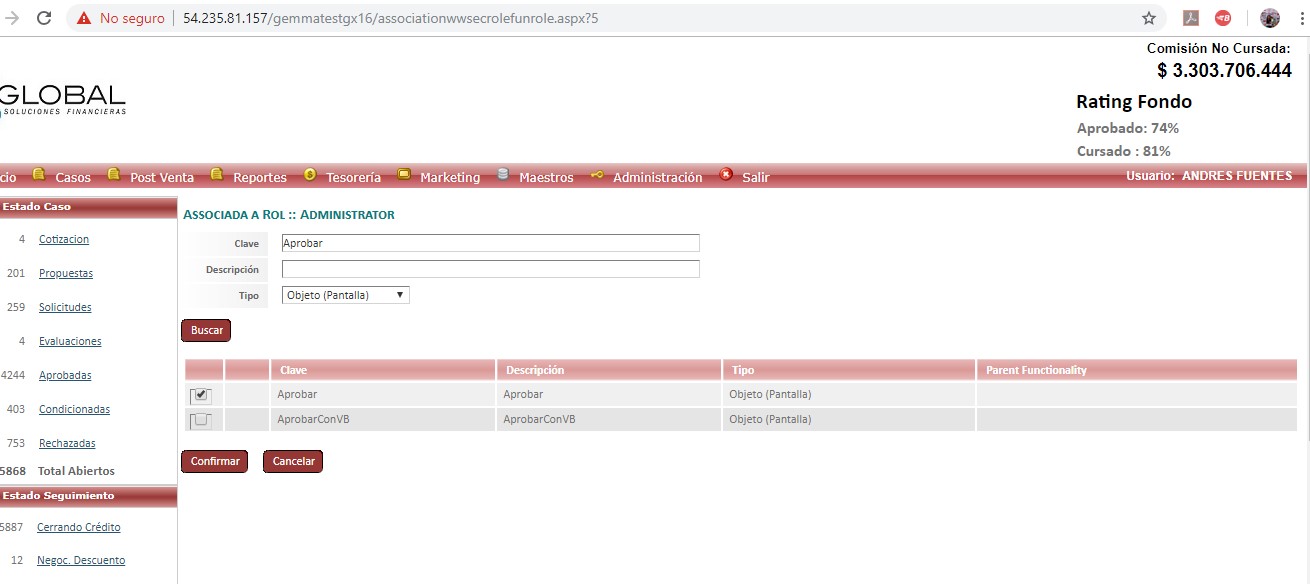 No seguro
54.235.81.157/gemmatestgx16/associationwwsecrolefunrole.aspx?5
Comisión No Cursada:
$ 3.303.706.444
GLOBAL
SOLUCIONES FINANCIERAS
Rating Fondo
Aprobado: 74%
Cursado : 81%
cio Casos Post Venta Reportes Tesorería Marketing Maestros Administración Salir Usuario: ANDRES FUENTES
Estado Caso
4 Cotizacion
201 Propuestas
259 Solicitudes
4 Evaluaciones
4244 Aprobadas
403 Condicionadas
753 Rechazadas
5868 Total Abiertos
Estado Seguimiento
5887 Cerrando Crédito
12 Negoc. Descuento
ASSOCIADA A ROL :: ADMINISTRATOR
Clave Aprobar
Descripción
Tipo Objeto (Pantalla)
Buscar
Clave Descripción Tipo Parent Functionality
Aprobar Aprobar Objeto (Pantalla)
AprobarConVB AprobarConVB Objeto (Pantalla)
Confirmar Cancelar